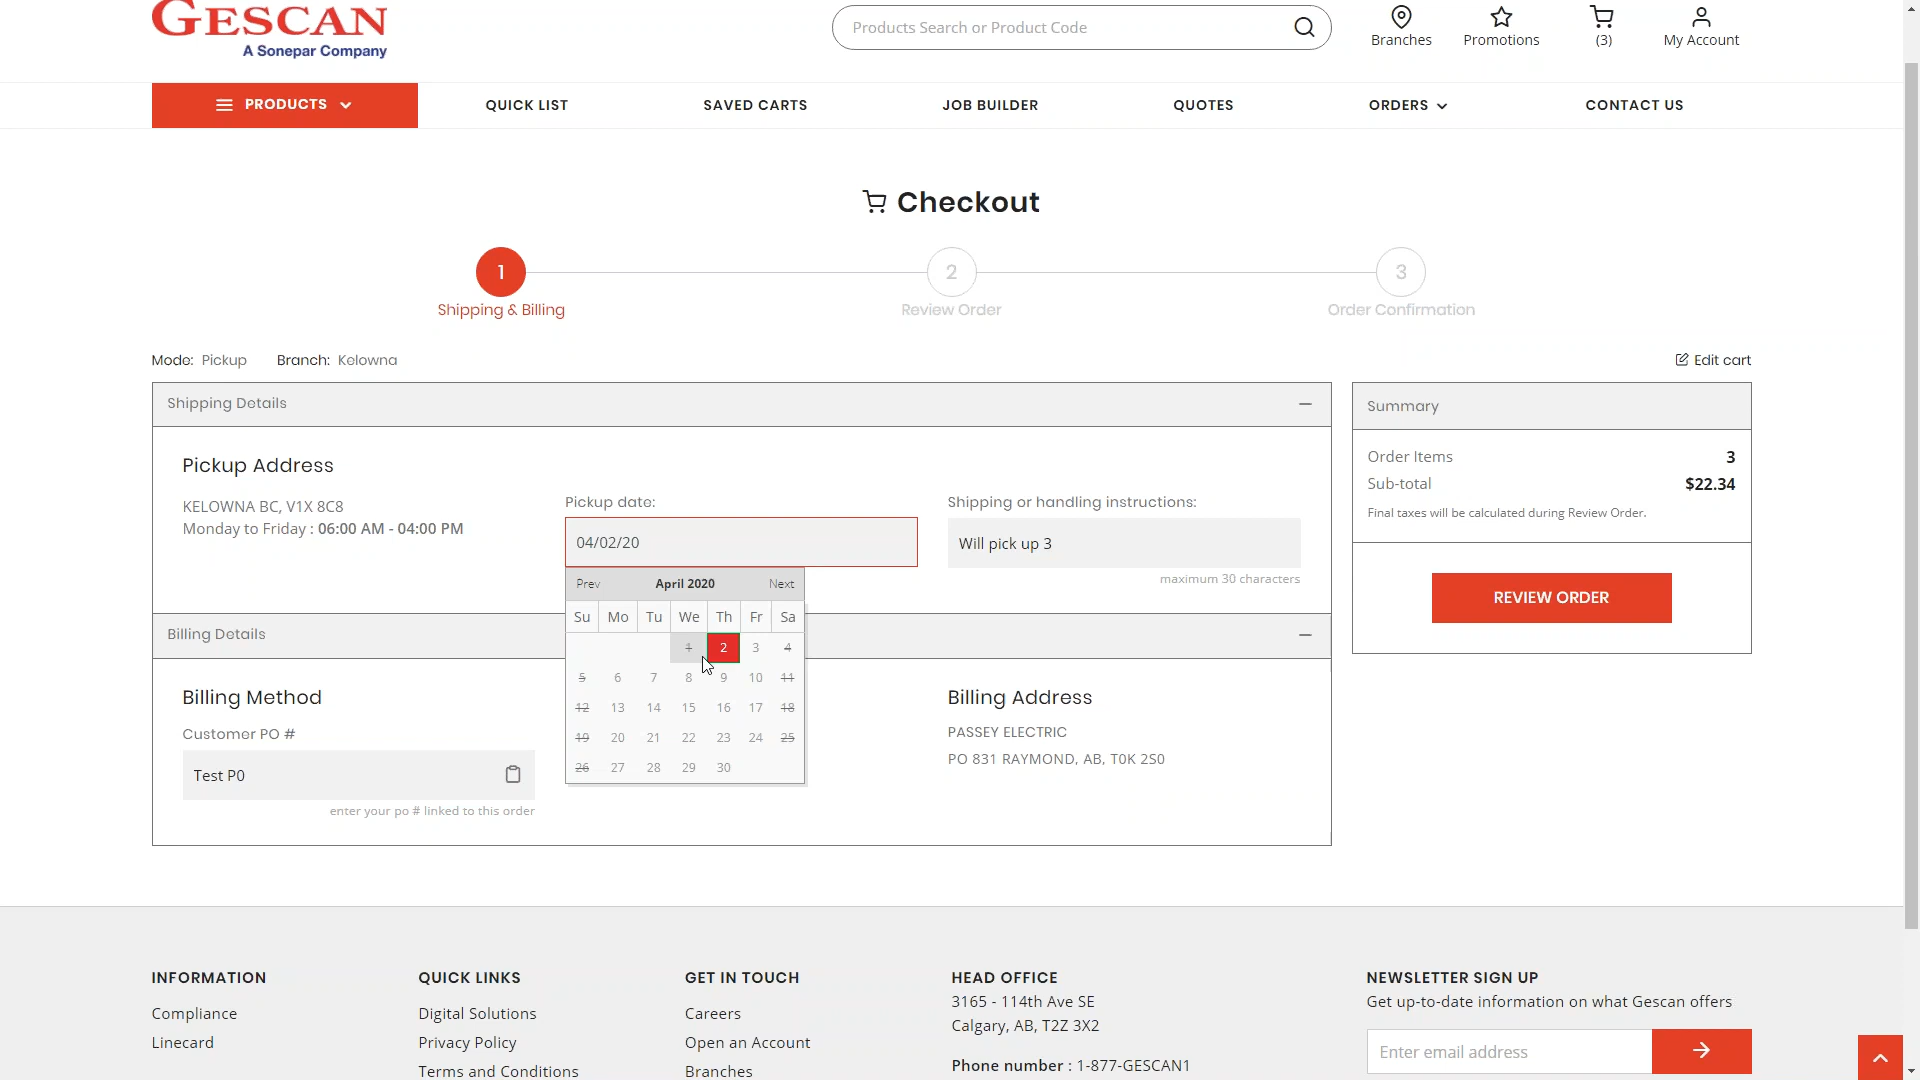 GESCAN
A Sonepar Company
Products Search or Product Code
Branches
Promotions
(3)
My Account
PRODUCTS
QUICK LIST
SAVED CARTS
JOB BUILDER
QUOTES
ORDERS
CONTACT US
Checkout
1
2
3
Shipping & Billing
Review Order
Order Confirmation
Mode: Pickup
Branch: Kelowna
Edit cart
Shipping Details
Pickup Address
KELOWNA BC, V1X 8C8
Monday to Friday : 06:00 AM - 04:00 PM
Pickup date:
04/02/20
Shipping or handling instructions:
Will pick up 3
maximum 30 characters
Prev April 2020 Next
Su Mo Tu We Th Fr Sa
1 2 3 4
5 6 7 8 9 10 11
12 13 14 15 16 17 18
19 20 21 22 23 24 25
26 27 28 29 30
Billing Details
Billing Method
Customer PO #
Test P0
enter your po # linked to this order
Billing Address
PASSEY ELECTRIC
PO 831 RAYMOND, AB, T0K 2S0
Summary
Order Items 3
Sub-total $22.34
Final taxes will be calculated during Review Order.
REVIEW ORDER
INFORMATION
Compliance
Linecard
QUICK LINKS
Digital Solutions
Privacy Policy
Terms and Conditions
GET IN TOUCH
Careers
Open an Account
Branches
HEAD OFFICE
3165 - 114th Ave SE
Calgary, AB, T2Z 3X2
Phone number : 1-877-GESCAN1
NEWSLETTER SIGN UP
Get up-to-date information on what Gescan offers
Enter email address